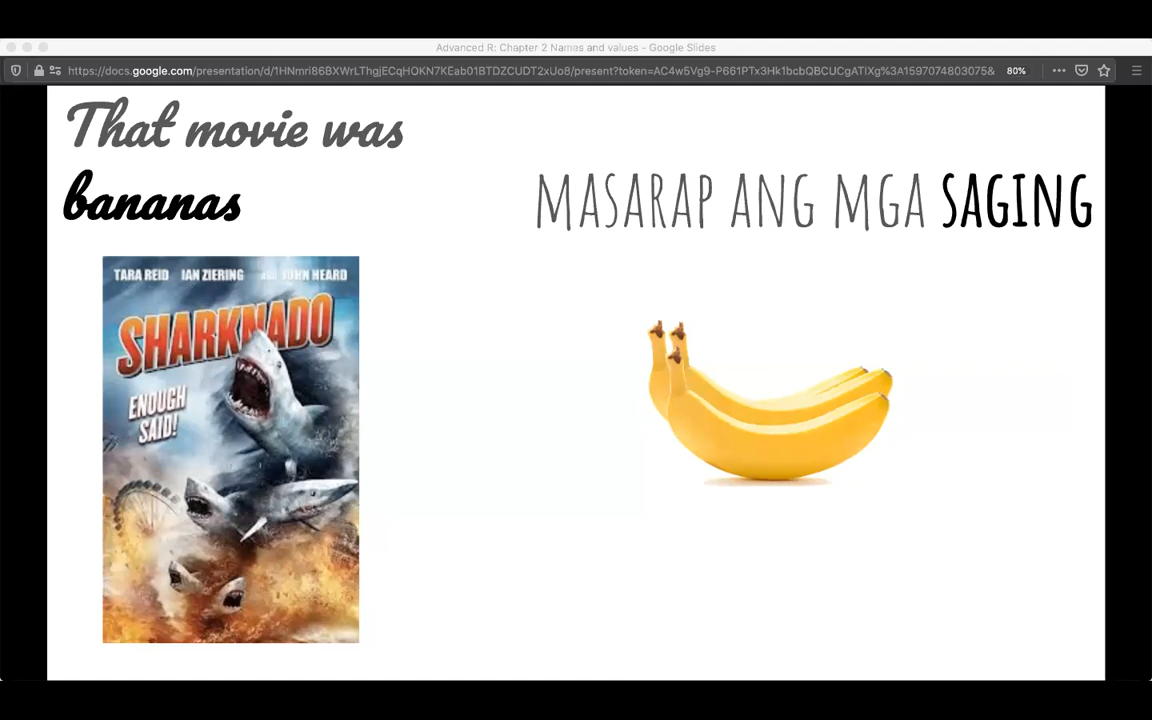 Advanced R: Chapter 2 Names and values - Google Slides
https://docs.google.com/presentation/d/1HNmri86BXWrLThgjECqHOKN7KEab01BTDZCUDT2xUo8/present?token=AC4w5Vg9-P661PTx3Hk1bcbQBCUCgATIXg%3A1597074803075&
80%
That movie was
bananas
MASARAP ANG MGA SAGING
TARA REID IAN ZIERING AND JOHN HEARD
SHARKNADO
ENOUGH
SAID!